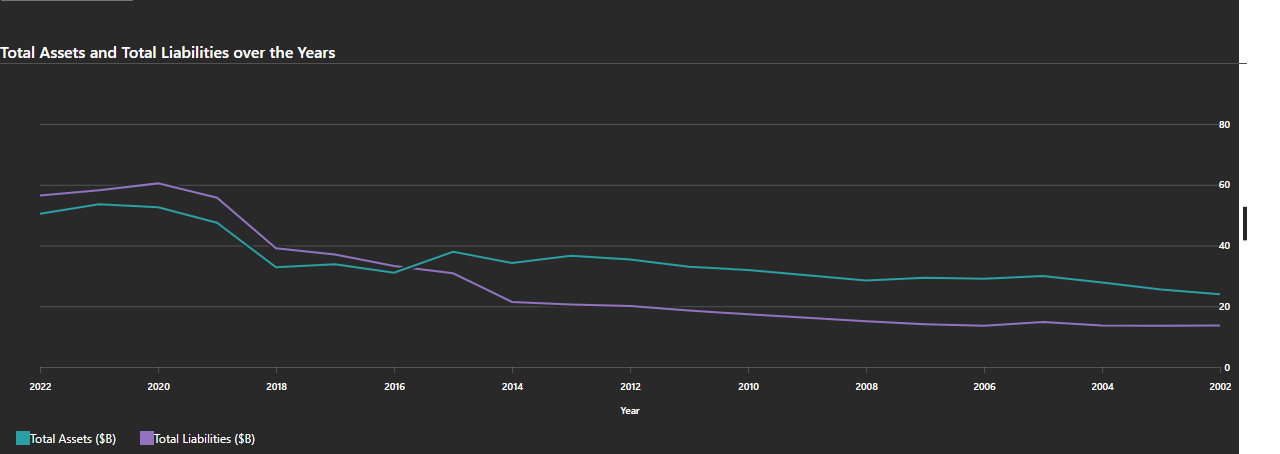 Total Assets and Total Liabilities over the Years
80
60
40
20
0
2022 2020 2018 2016 2014 2012 2010 2008 2006 2004 2002
Year
Total Assets ($B) Total Liabilities ($B)